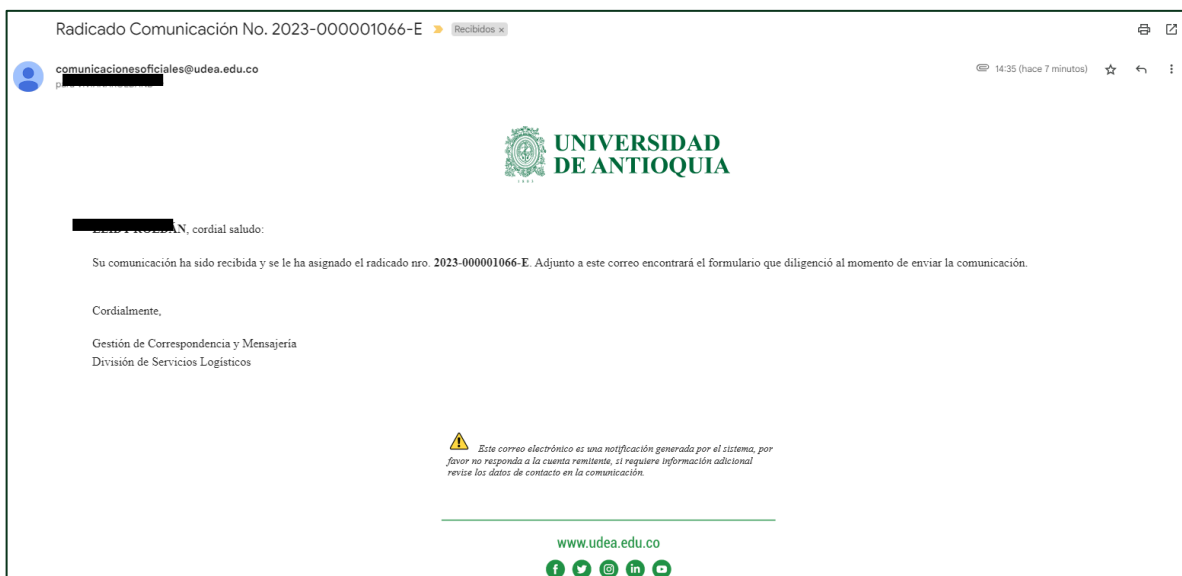 Radicado Comunicación No. 2023-000001066-E
Recibidos x
comunicacionesoficiales@udea.edu.co
14:35 (hace 7 minutos)
UNIVERSIDAD
DE ANTIOQUIA
1803
, cordial saludo:
Su comunicación ha sido recibida y se le ha asignado el radicado nro. 2023-000001066-E. Adjunto a este correo encontrará el formulario que diligenció al momento de enviar la comunicación.
Cordialmente,
Gestión de Correspondencia y Mensajería
División de Servicios Logísticos
Este correo electrónico es una notificación generada por el sistema, por
favor no responda a la cuenta remitente, si requiere información adicional
revise los datos de contacto en la comunicación.
www.udea.edu.co